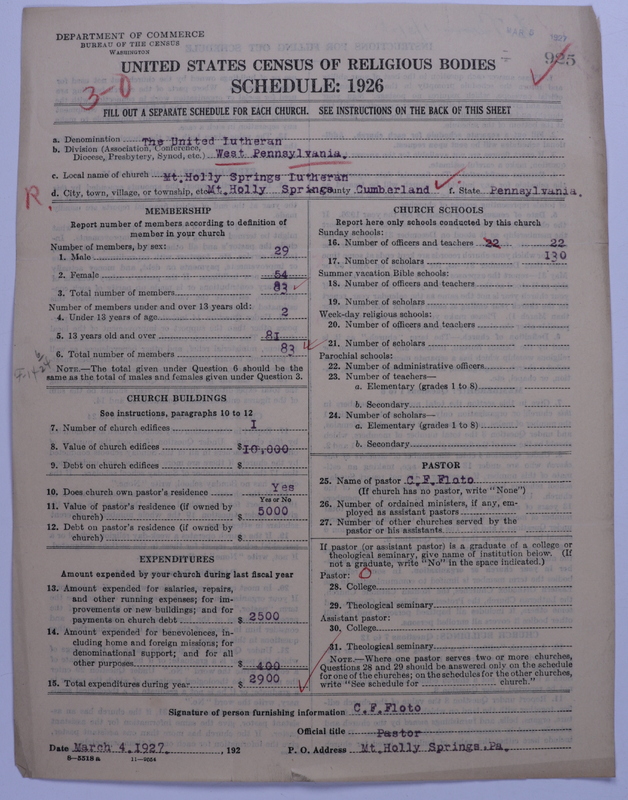 DEPARTMENT OF COMMERCE
BUREAU OF THE CENSUS
WASHINGTON
1927
925
UNITED STATES CENSUS OF RELIGIOUS BODIES
SCHEDULE: 1926
3-0
FILL OUT A SEPARATE SCHEDULE FOR EACH CHURCH. SEE INSTRUCTIONS ON THE BACK OF THIS SHEET
a. Denomination The United Lutheran
b. Division (Association, Conference,
Diocese, Presbytery, Synod, etc.) West Pennsylvania.
c. Local name of church Mt.Holly Springs Lutheran
R.
d. City, town, village, or township, etc. Mt.Holly Springs County Cumberland f. State Pennsylvania.
MEMBERSHIP
Report number of members according to definition of
member in your church
Number of members, by sex:
1. Male 29
2. Female 54
3. Total number of members 83
Number of members under and over 13 years old:
4. Under 13 years of age 2
5. 13 years old and over 81
6. Total number of members 83
NOTE.—The total given under Question 6 should be the
same as the total of males and females given under Question 3.
CHURCH BUILDINGS
See instructions, paragraphs 10 to 12
7. Number of church edifices I
8. Value of church edifices $10,000
9. Debt on church edifices $
10. Does church own pastor's residence Yes
Yes or No
11. Value of pastor's residence (if owned by
church) $ 5000
12. Debt on pastor's residence (if owned by
church) $
EXPENDITURES
Amount expended by your church during last fiscal year
13. Amount expended for salaries, repairs,
and other running expenses; for im-
provements or new buildings; and for
payments on church debt $ 2500
14. Amount expended for benevolences, in-
cluding home and foreign missions; for
denominational support; and for all
other purposes $ 400
15. Total expenditures during year $ 2900
CHURCH SCHOOLS
Report here only schools conducted by this church
Sunday schools:
16. Number of officers and teachers 22 22
17. Number of scholars 130
Summer vacation Bible schools:
18. Number of officers and teachers
19. Number of scholars
Week-day religious schools:
20. Number of officers and teachers
21. Number of scholars
Parochial schools:
22. Number of administrative officers
23. Number of teachers—
a. Elementary (grades 1 to 8)
b. Secondary
24. Number of scholars—
a. Elementary (grades 1 to 8)
b. Secondary
PASTOR
25. Name of pastor C.F.Floto
(If church has no pastor, write "None")
26. Number of ordained ministers, if any, em-
ployed as assistant pastors
27. Number of other churches served by the
pastor or his assistants
If pastor (or assistant pastor) is a graduate of a college or
theological seminary, give name of institution below. (If
not a graduate, write "No" in the space indicated.)
Pastor: 0
28. College
29. Theological seminary
Assistant pastor:
30. College
31. Theological seminary
NOTE.—Where one pastor serves two or more churches,
Questions 28 and 29 should be answered only on the schedule
for one of the churches; on the schedules for the other churches,
write "See schedule for church."
Signature of person furnishing information C.F.Floto
Official title Pastor
Date March 4,1927. , 192 P. O. Address Mt.Holly Springs,Pa.
8—5518 a 11—9054